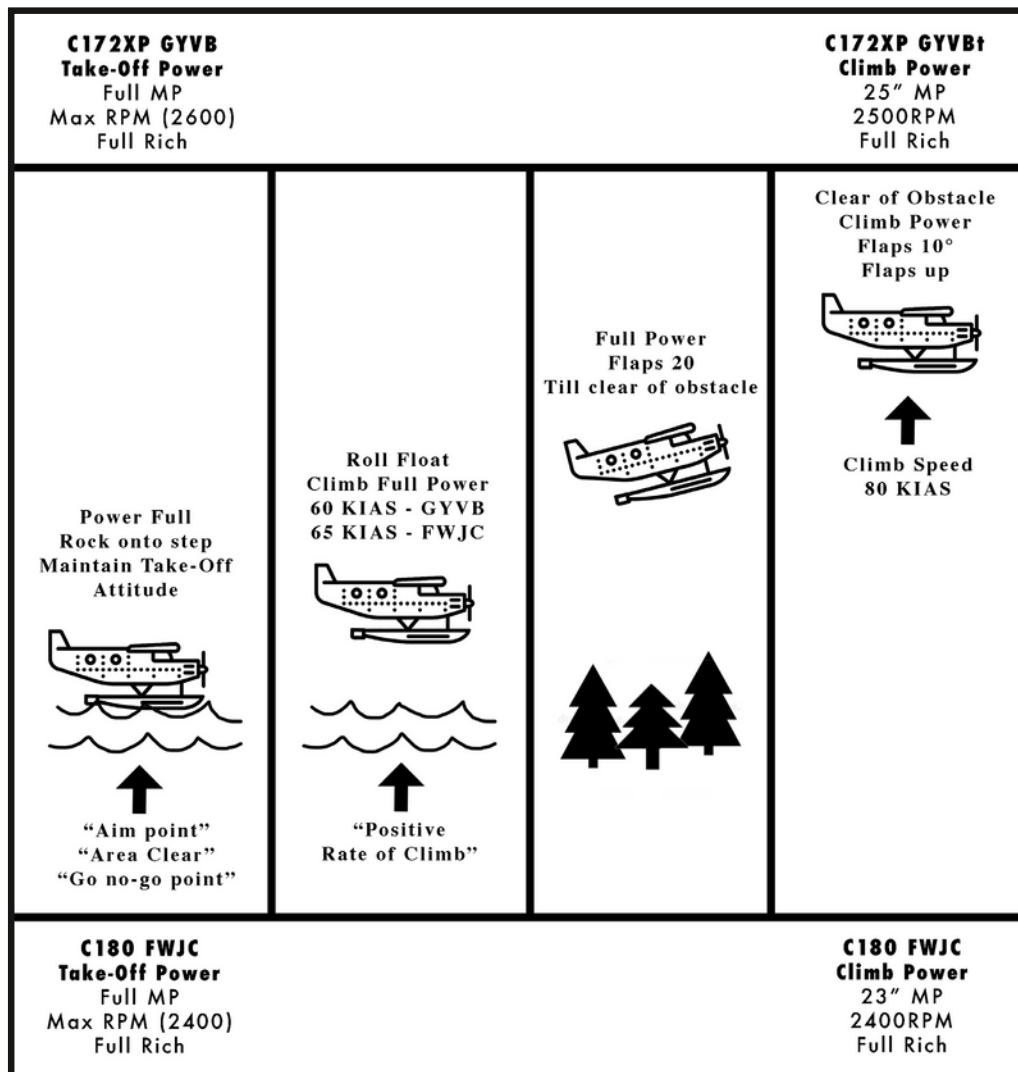 C172XP GYVB
Take-Off Power
Full MP
Max RPM (2600)
Full Rich
C172XP GYVBt
Climb Power
25” MP
2500RPM
Full Rich
Power Full
Rock onto step
Maintain Take-Off
Attitude
“Aim point”
“Area Clear”
“Go no-go point”
Roll Float
Climb Full Power
60 KIAS - GYVB
65 KIAS - FWJC
“Positive
Rate of Climb”
Full Power
Flaps 20
Till clear of obstacle
Clear of Obstacle
Climb Power
Flaps 10°
Flaps up
Climb Speed
80 KIAS
C180 FWJC
Take-Off Power
Full MP
Max RPM (2400)
Full Rich
C180 FWJC
Climb Power
23” MP
2400RPM
Full Rich